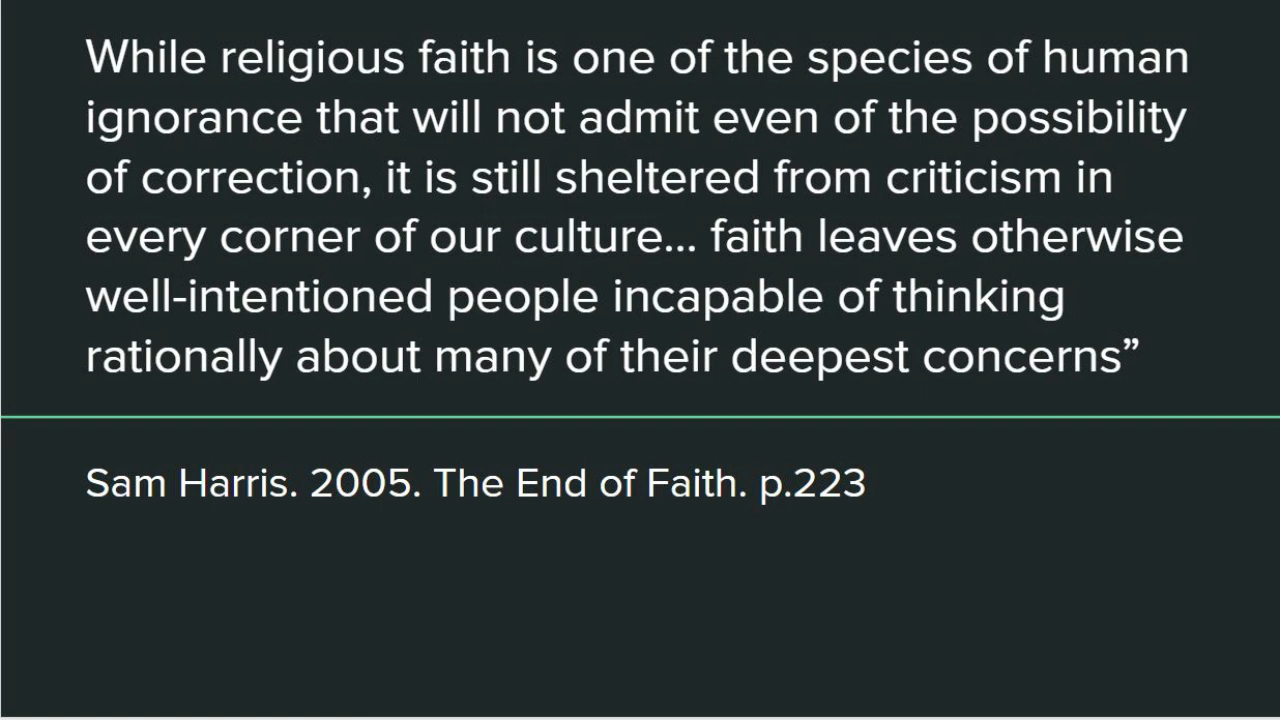 While religious faith is one of the species of human
ignorance that will not admit even of the possibility
of correction, it is still sheltered from criticism in
every corner of our culture... faith leaves otherwise
well-intentioned people incapable of thinking
rationally about many of their deepest concerns”
Sam Harris. 2005. The End of Faith. p.223